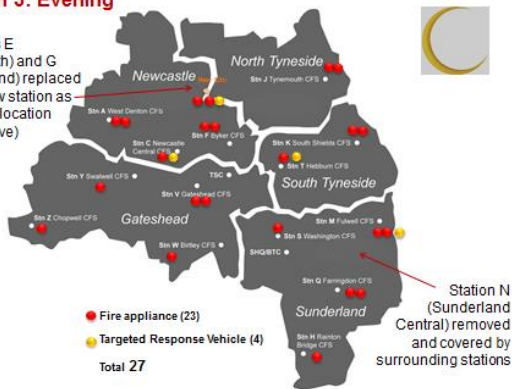 Evening
E
th) and G
nd) replaced
w station as
location
ve)
North Tyneside
Newcastle
Stn J Tynemouth CFS
Stn A West Denton CFS
Stn F Byker CFS
Stn C Newcastle
Central CFS
Stn K South Shields CFS
Stn T Hebburn CFS
South Tyneside
Stn Y Swalwell CFS
TSC
Stn V Gateshead CFS
Gateshead
Stn Z Chopwell CFS
Stn W Birtley CFS
Stn M Fulwell CFS
Stn S Washington CFS
SHQ/BTC
Stn Q Farringdon CFS
Sunderland
Stn H Rainton
Bridge CFS
Station N
(Sunderland
Central) removed
and covered by
surrounding stations
Fire appliance (23)
Targeted Response Vehicle (4)
Total 27